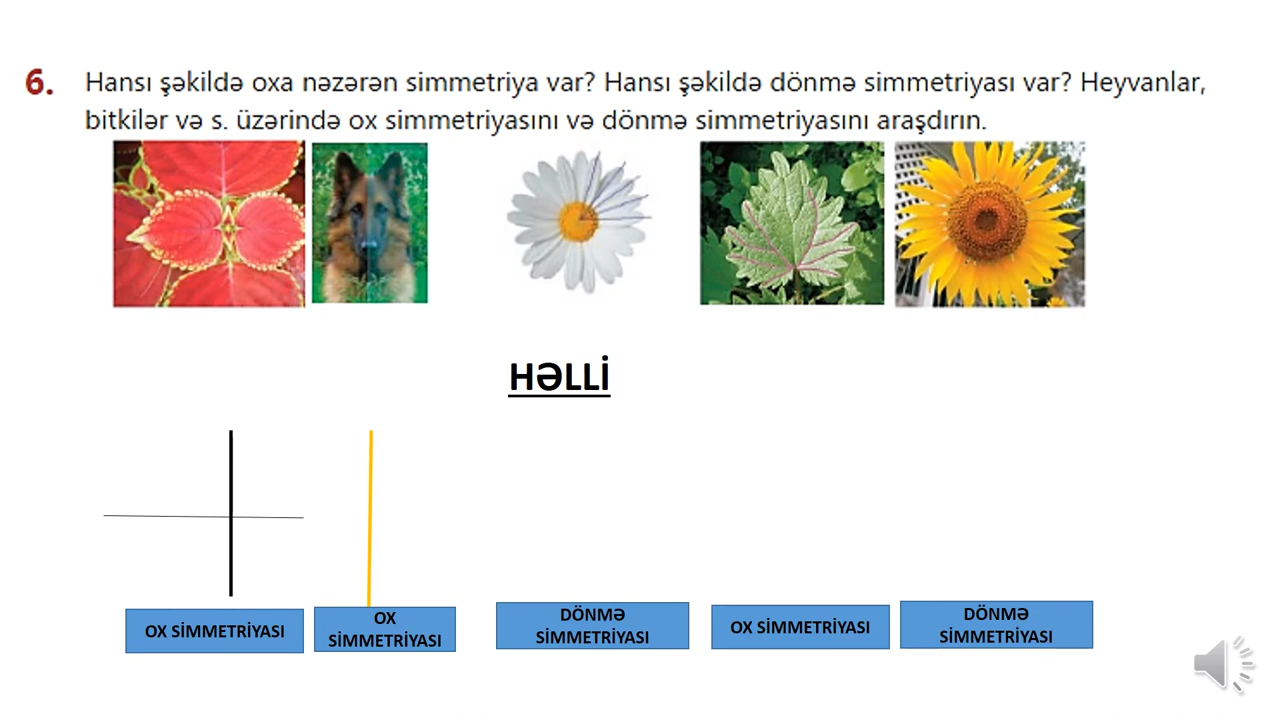 6. Hansı şəkildə oxa nəzərən simmetriya var? Hansı şəkildə dönmə simmetriyası var? Heyvanlar,
bitkilər və s. üzərində ox simmetriyasını və dönmə simmetriyasını araşdırın.
HƏLLİ
OX SİMMETRİYASI
OX
SİMMETRİYASI
DÖNMƏ
SİMMETRİYASI
OX SİMMETRİYASI
DÖNMƏ
SİMMETRİYASI